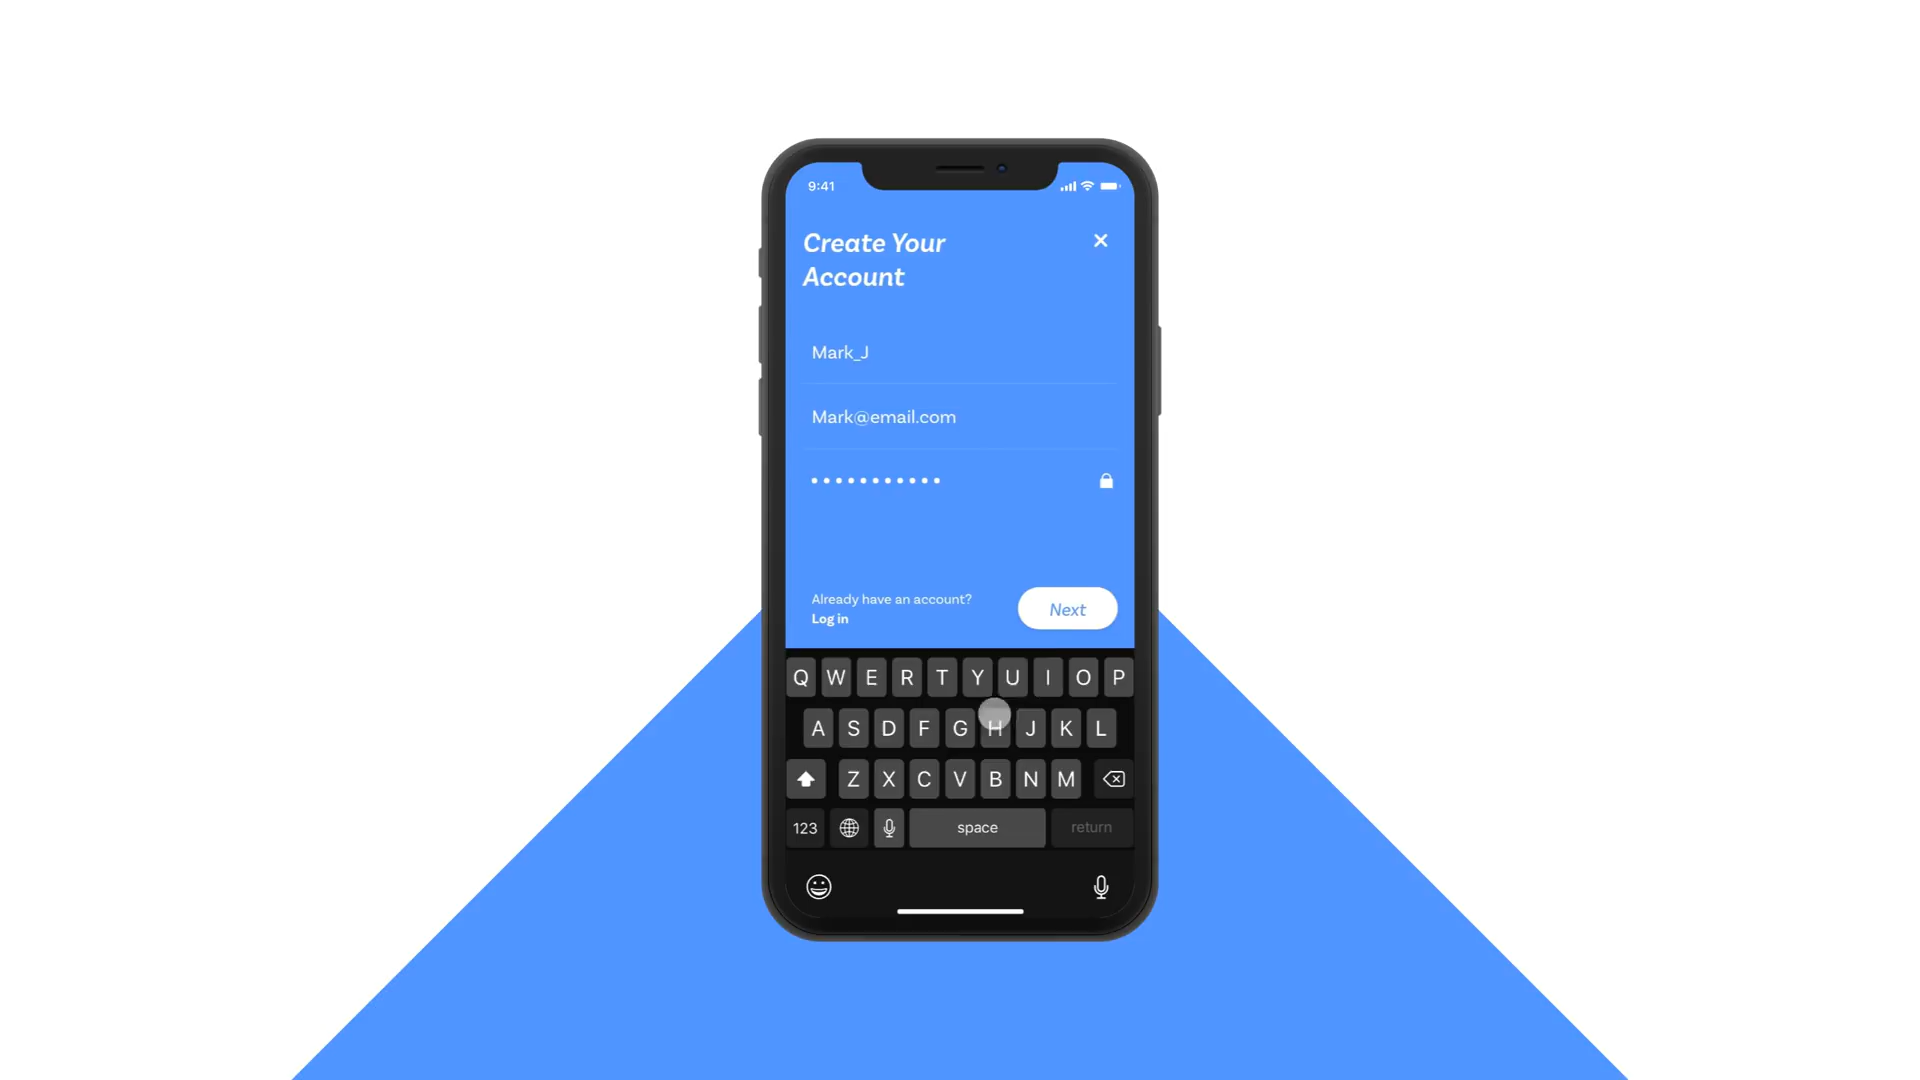 9:41
Create Your
Account
Mark_J
Mark@email.com
Already have an account?
Log in
Next
Q W E R T Y U I O P
A S D F G H J K L
Z X C V B N M
123 space return